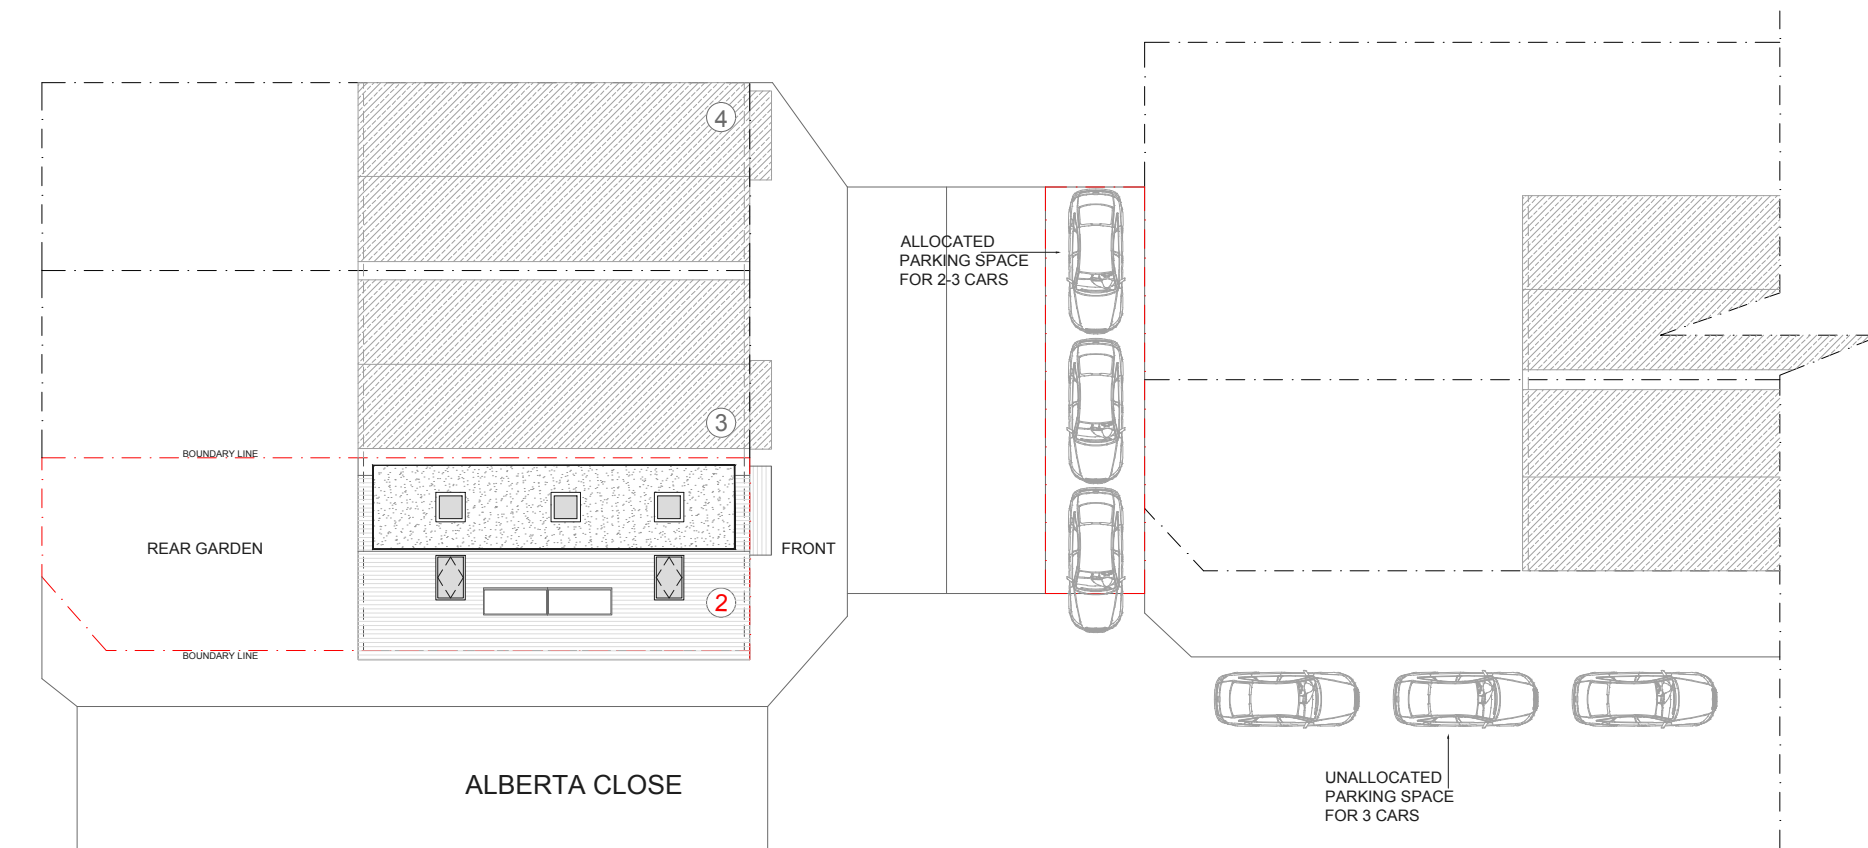 4
ALLOCATED
PARKING SPACE
FOR 2-3 CARS
3
BOUNDARY LINE
REAR GARDEN
FRONT
2
BOUNDARY LINE
ALBERTA CLOSE
UNALLOCATED
PARKING SPACE
FOR 3 CARS